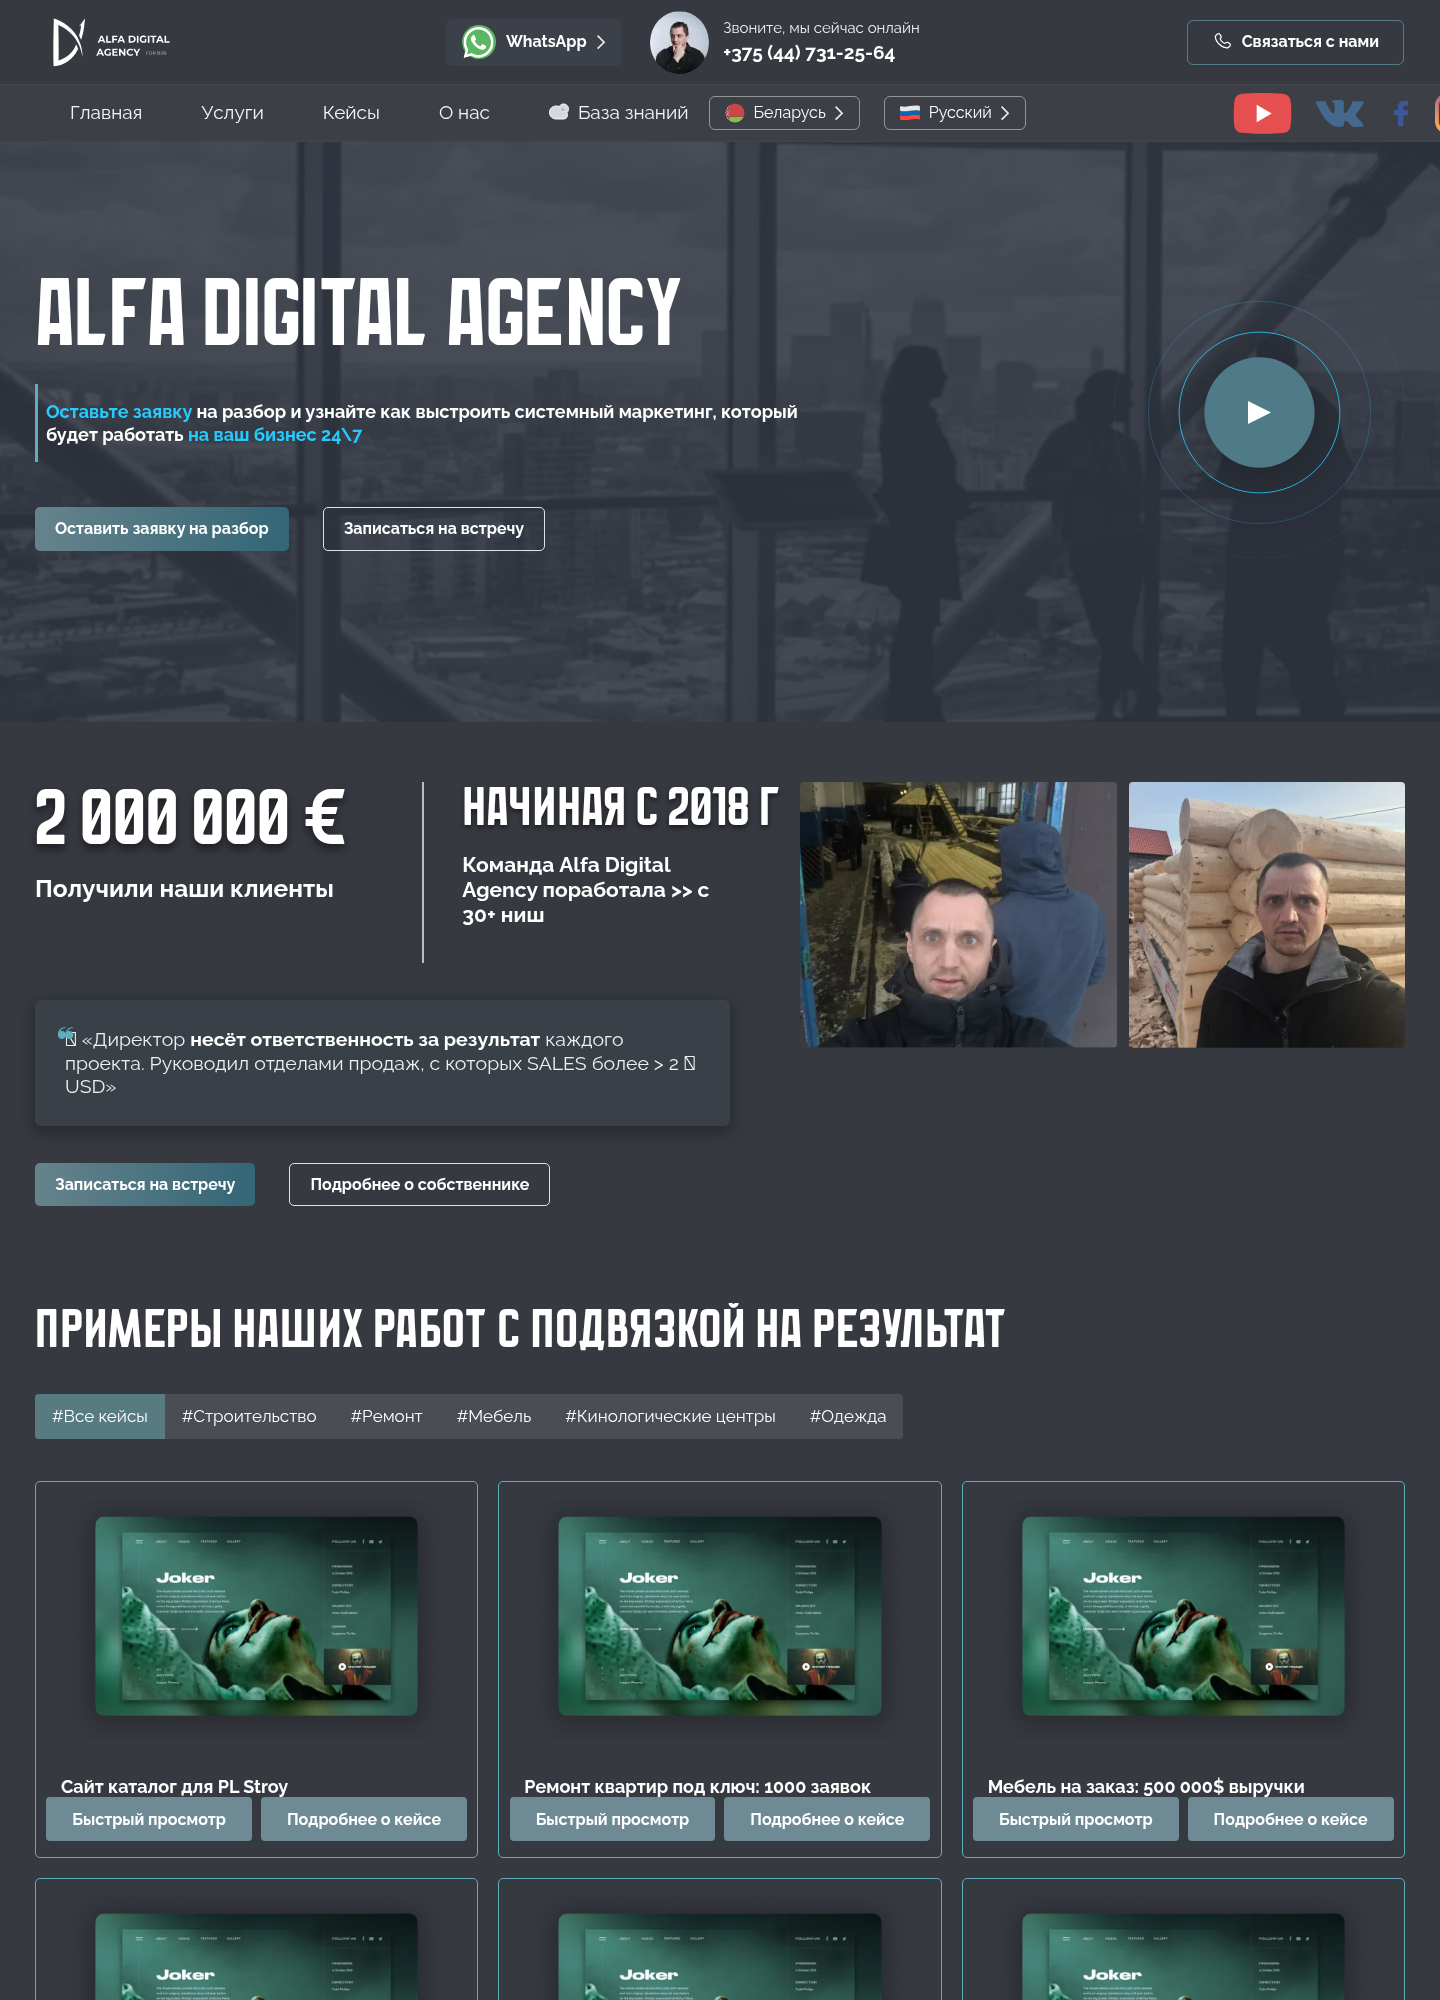 ALFA DIGITAL
AGENCY FOR B2B
WhatsApp
Звоните, мы сейчас онлайн
+375 (44) 731-25-64
Связаться с нами
Главная
Услуги
Кейсы
О нас
База знаний
Беларусь
Русский
ALFA DIGITAL AGENCY
Оставьте заявку на разбор и узнайте как выстроить системный маркетинг, который
будет работать на ваш бизнес 24\7
Оставить заявку на разбор
Записаться на встречу
2 000 000 €
Получили наши клиенты
НАЧИНАЯ С 2018 Г
Команда Alfa Digital
Agency поработала >> с
30+ ниш
«Директор несёт ответственность за результат каждого
проекта. Руководил отделами продаж, с которых SALES более > 2
USD»
Записаться на встречу
Подробнее о собственнике
ПРИМЕРЫ НАШИХ РАБОТ С ПОДВЯЗКОЙ НА РЕЗУЛЬТАТ
#Все кейсы
#Строительство
#Ремонт
#Мебель
#Кинологические центры
#Одежда
Joker
Joker
Joker
Сайт каталог для PL Stroy
Ремонт квартир под ключ: 1000 заявок
Мебель на заказ: 500 000$ выручки
Быстрый просмотр
Подробнее о кейсе
Быстрый просмотр
Подробнее о кейсе
Быстрый просмотр
Подробнее о кейсе
Joker
Joker
Joker